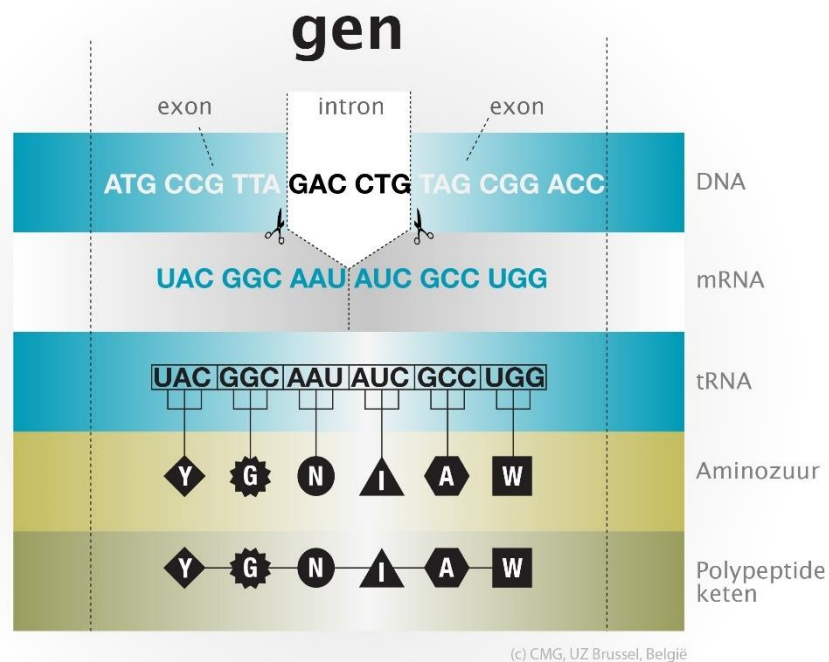 gen
exon intron exon
ATG CCG TTA GAC CTG TAG CGG ACC DNA
UAC GGC AAU AUC GCC UGG mRNA
UAC GGC AAU AUC GCC UGG tRNA
Y G N I A W Aminozuur
Y G N I A W Polypeptide
keten
(c) CMG, UZ Brussel, België